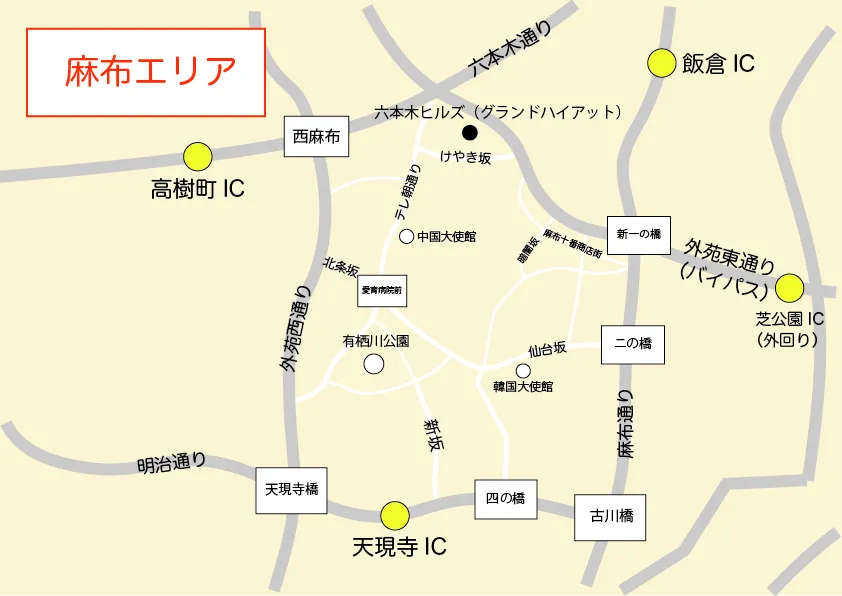 麻布エリア
六本木通り
飯倉 IC
六本木ヒルズ（グランドハイアット）
西麻布
けやき坂
高樹町 IC
テレ朝通り
中国大使館
暗闇坂
麻布十番商店街
新一の橋
外苑東通り
（バイパス）
北条坂
愛育病院前
芝公園 IC
（外回り）
外苑西通り
有栖川公園
仙台坂
二の橋
韓国大使館
新坂
麻布通り
明治通り
天現寺橋
四の橋
古川橋
天現寺 IC